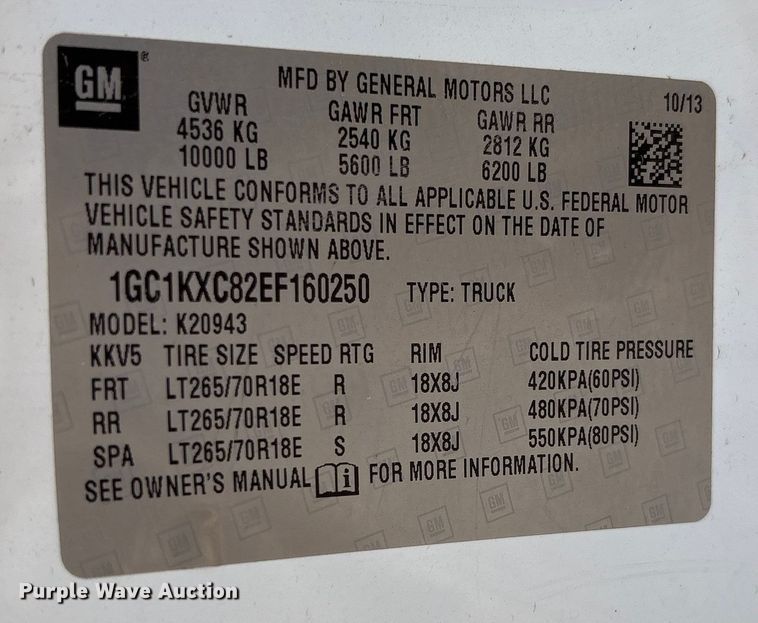 GM®
MFD BY GENERAL MOTORS LLC 10/13
GVWR GAWR FRT GAWR RR
4536 KG 2540 KG 2812 KG
10000 LB 5600 LB 6200 LB
THIS VEHICLE CONFORMS TO ALL APPLICABLE U.S. FEDERAL MOTOR
VEHICLE SAFETY STANDARDS IN EFFECT ON THE DATE OF
MANUFACTURE SHOWN ABOVE.
1GC1KXC82EF160250 TYPE: TRUCK
MODEL: K20943
KKV5 TIRE SIZE SPEED RTG RIM COLD TIRE PRESSURE
FRT LT265/70R18E R 18X8J 420KPA(60PSI)
RR LT265/70R18E R 18X8J 480KPA(70PSI)
SPA LT265/70R18E S 18X8J 550KPA(80PSI)
SEE OWNER'S MANUAL i FOR MORE INFORMATION.
Purple Wave Auction